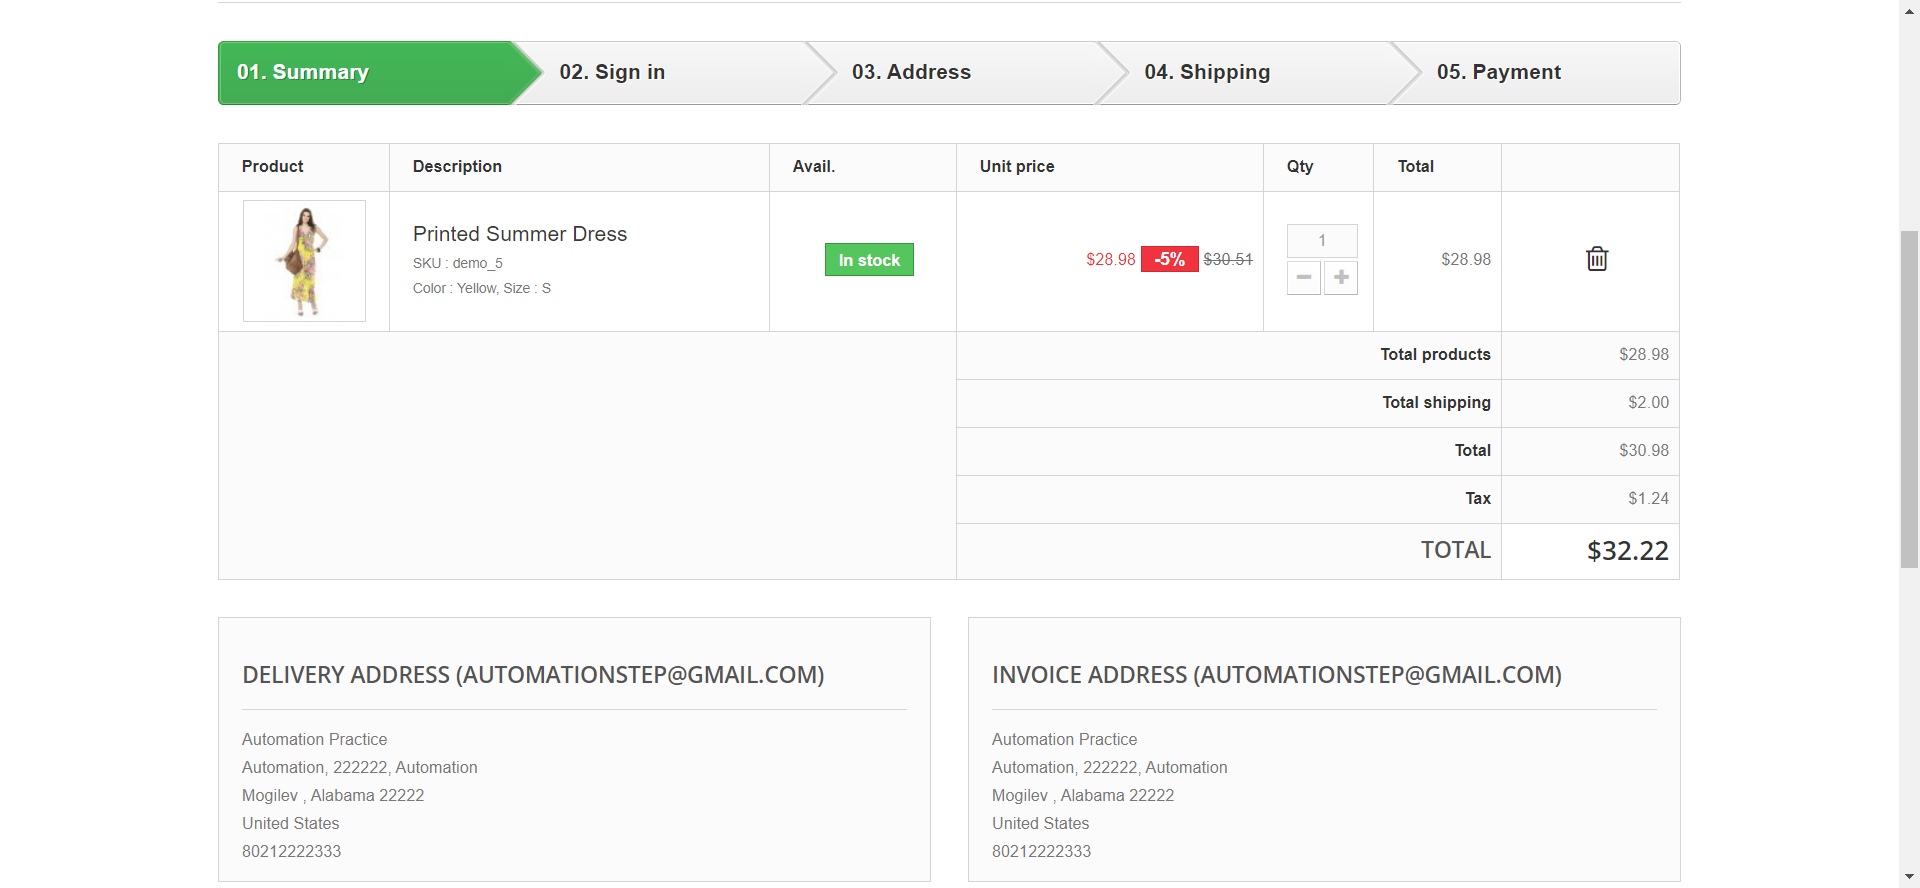 01. Summary
02. Sign in
03. Address
04. Shipping
05. Payment
Product Description Avail. Unit price Qty Total
Printed Summer Dress
SKU : demo_5
Color : Yellow, Size : S
In stock
$28.98 -5% $30.51
1
$28.98
Total products $28.98
Total shipping $2.00
Total $30.98
Tax $1.24
TOTAL $32.22
DELIVERY ADDRESS (AUTOMATIONSTEP@GMAIL.COM)
Automation Practice
Automation, 222222, Automation
Mogilev , Alabama 22222
United States
80212222333
INVOICE ADDRESS (AUTOMATIONSTEP@GMAIL.COM)
Automation Practice
Automation, 222222, Automation
Mogilev , Alabama 22222
United States
80212222333